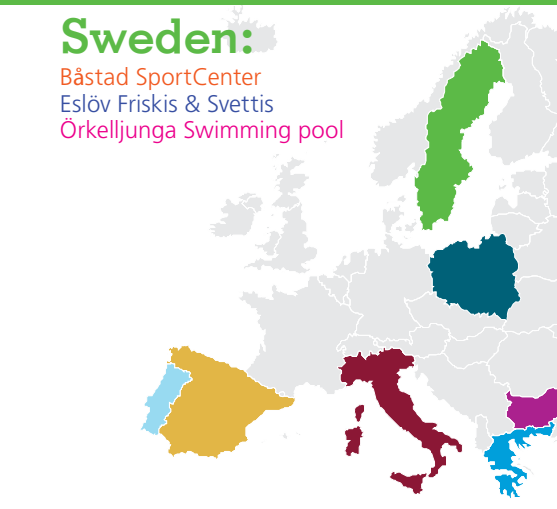 Sweden:
Båstad SportCenter
Eslöv Friskis & Svettis
Örkelljunga Swimming pool